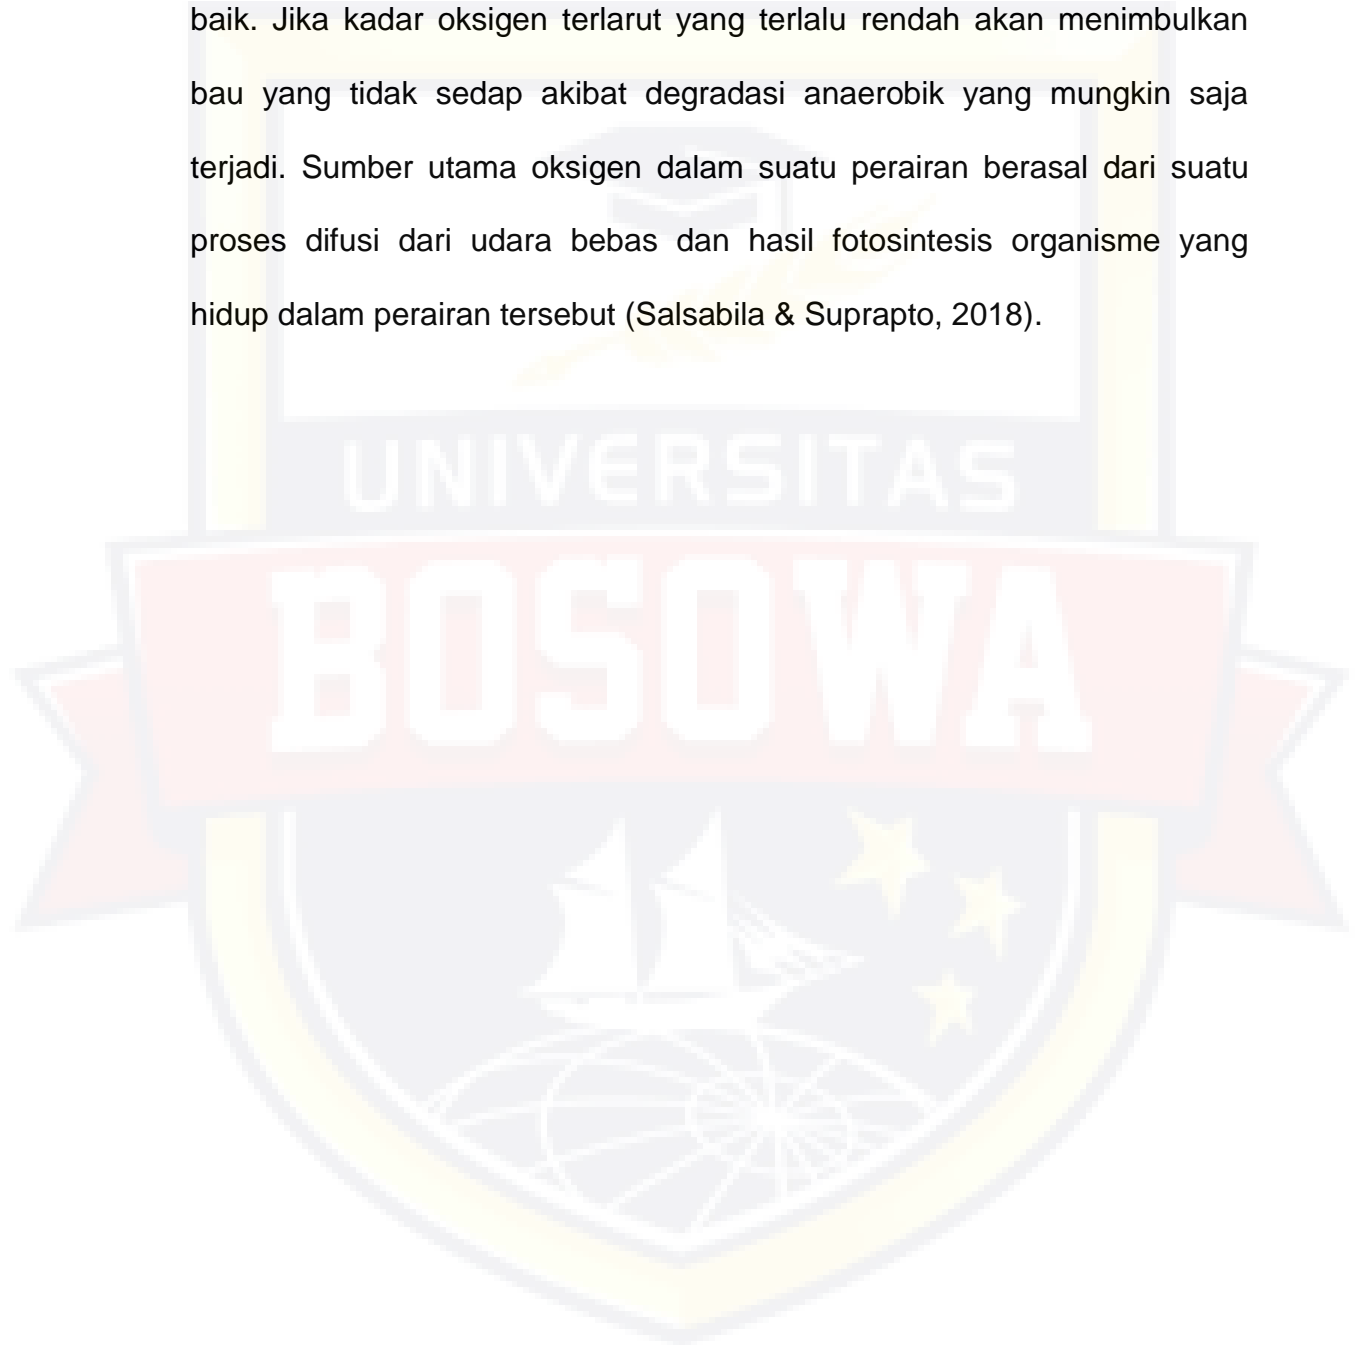 baik. Jika kadar oksigen terlarut yang terlalu rendah akan menimbulkan
bau yang tidak sedap akibat degradasi anaerobik yang mungkin saja
terjadi. Sumber utama oksigen dalam suatu perairan berasal dari suatu
proses difusi dari udara bebas dan hasil fotosintesis organisme yang
hidup dalam perairan tersebut (Salsabila & Suprapto, 2018).
UNIVERSITAS
BOSOWA